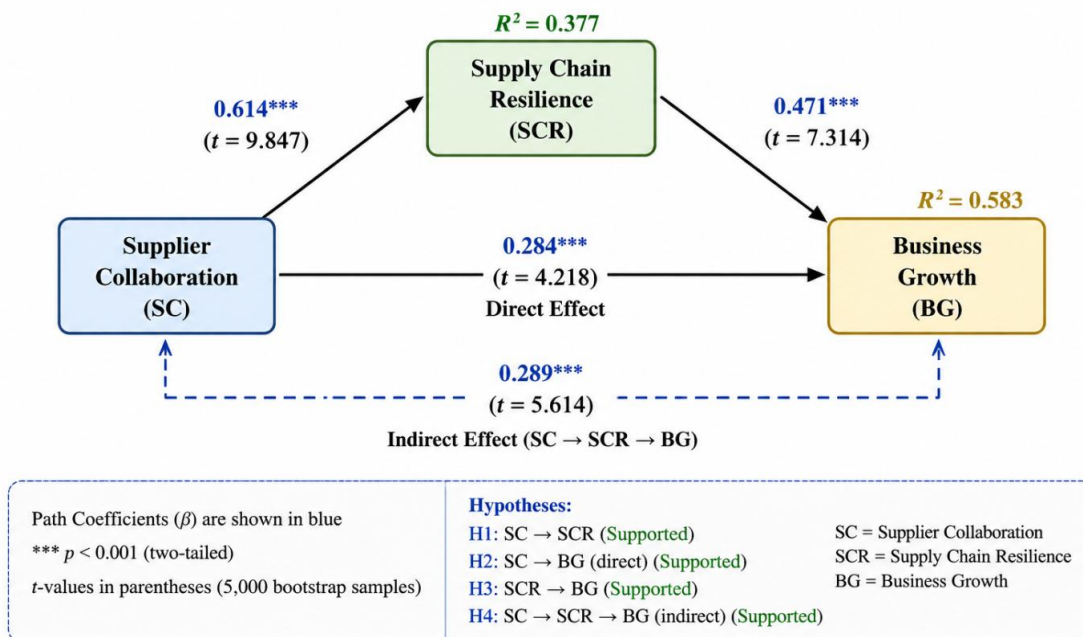 R² = 0.377
Supply Chain
Resilience
(SCR)
0.614***
(t = 9.847)
0.471***
(t = 7.314)
R² = 0.583
Supplier
Collaboration
(SC)
0.284***
(t = 4.218)
Direct Effect
Business
Growth
(BG)
0.289***
(t = 5.614)
Indirect Effect (SC → SCR → BG)
Path Coefficients (β) are shown in blue
*** p < 0.001 (two-tailed)
t-values in parentheses (5,000 bootstrap samples)
Hypotheses:
H1: SC → SCR (Supported)
H2: SC → BG (direct) (Supported)
H3: SCR → BG (Supported)
H4: SC → SCR → BG (indirect) (Supported)
SC = Supplier Collaboration
SCR = Supply Chain Resilience
BG = Business Growth